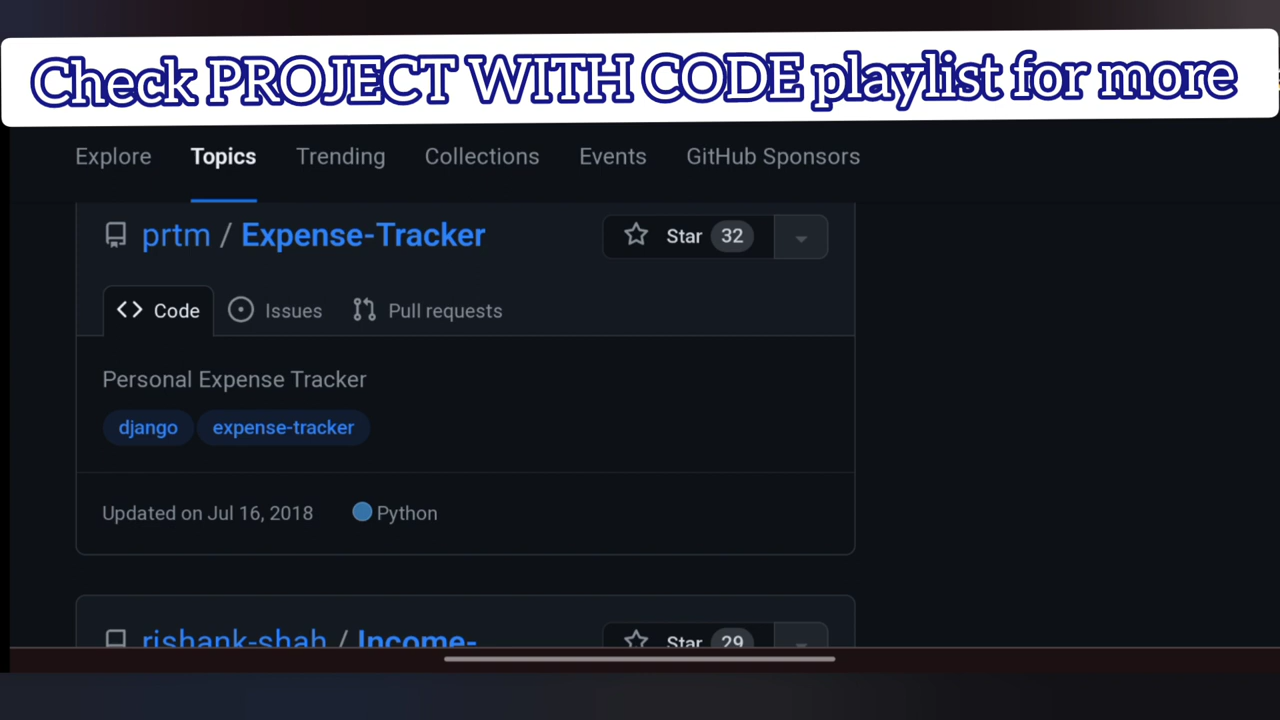 Check PROJECT WITH CODE playlist for more
Explore Topics Trending Collections Events GitHub Sponsors
prtm / Expense-Tracker Star 32
Code Issues Pull requests
Personal Expense Tracker
django expense-tracker
Updated on Jul 16, 2018 Python
rishank-shah / Income- Star 29